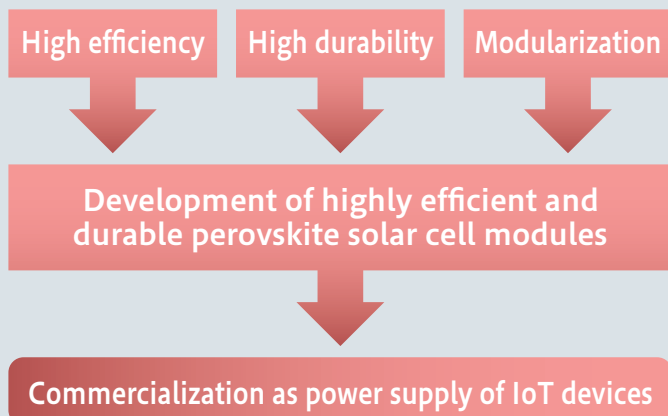 High efficiency
High durability
Modularization
Development of highly efficient and
durable perovskite solar cell modules
Commercialization as power supply of IoT devices